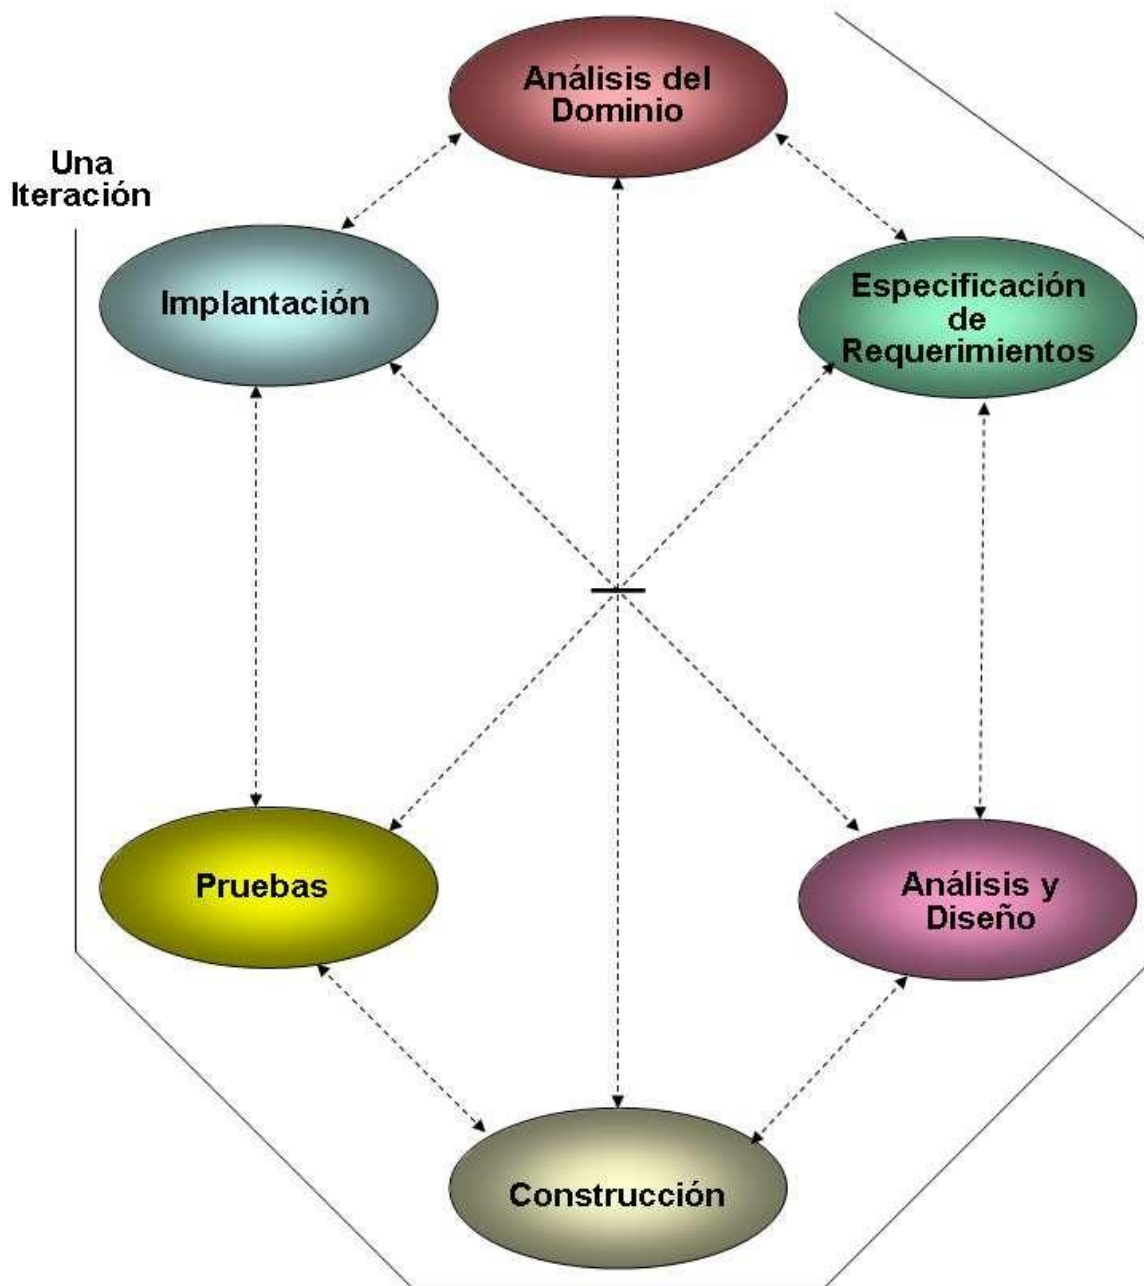 Análisis del
Dominio
Una
Iteración
Implantación
Especificación
de
Requerimientos
Pruebas
Análisis y
Diseño
Construcción